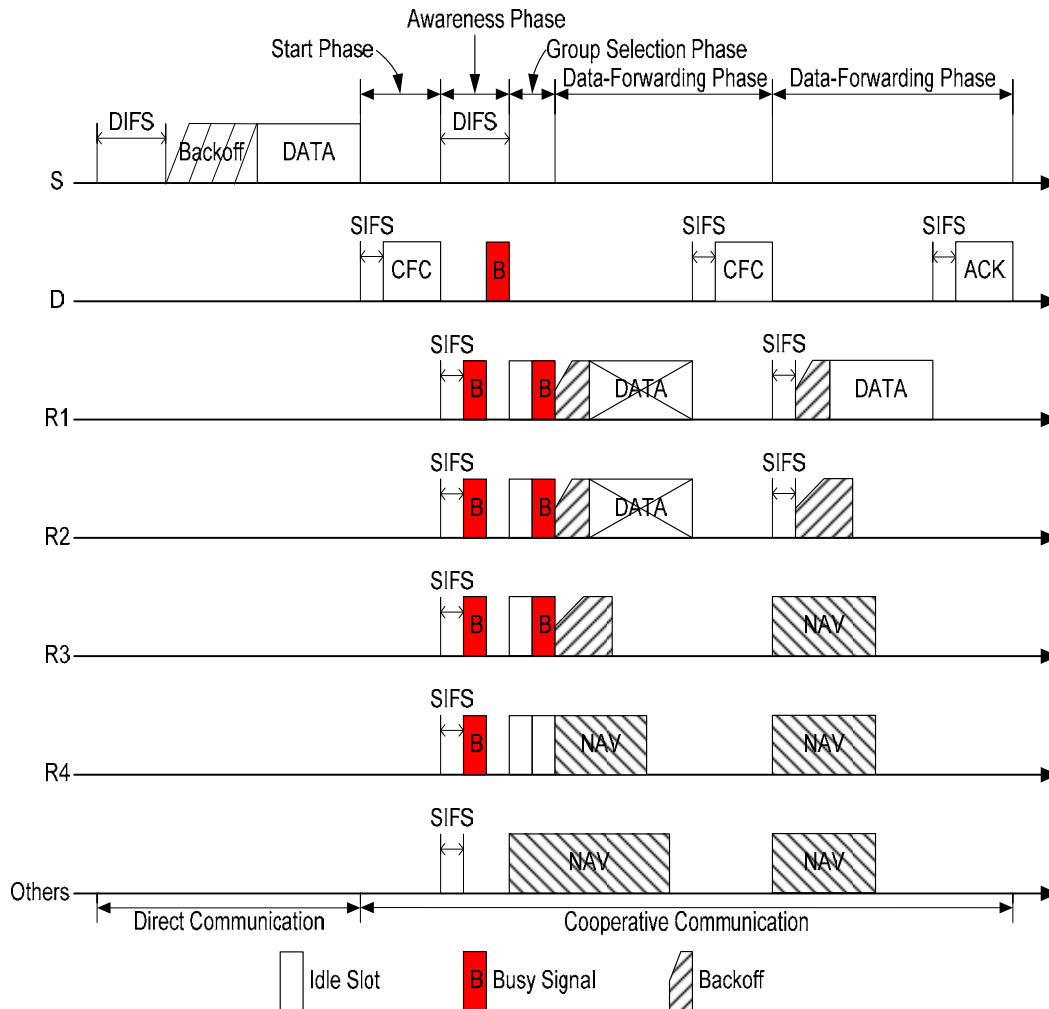 Awareness Phase
Start Phase
Group Selection Phase
Data-Forwarding Phase
Data-Forwarding Phase
DIFS
DIFS
Backoff
DATA
S
SIFS
SIFS
SIFS
CFC
B
CFC
ACK
D
SIFS
SIFS
B
B
DATA
DATA
R1
SIFS
SIFS
B
B
DATA
R2
SIFS
B
B
NAV
R3
SIFS
B
NAV
NAV
R4
SIFS
NAV
NAV
Others
Direct Communication
Cooperative Communication
Idle Slot
B
Busy Signal
Backoff